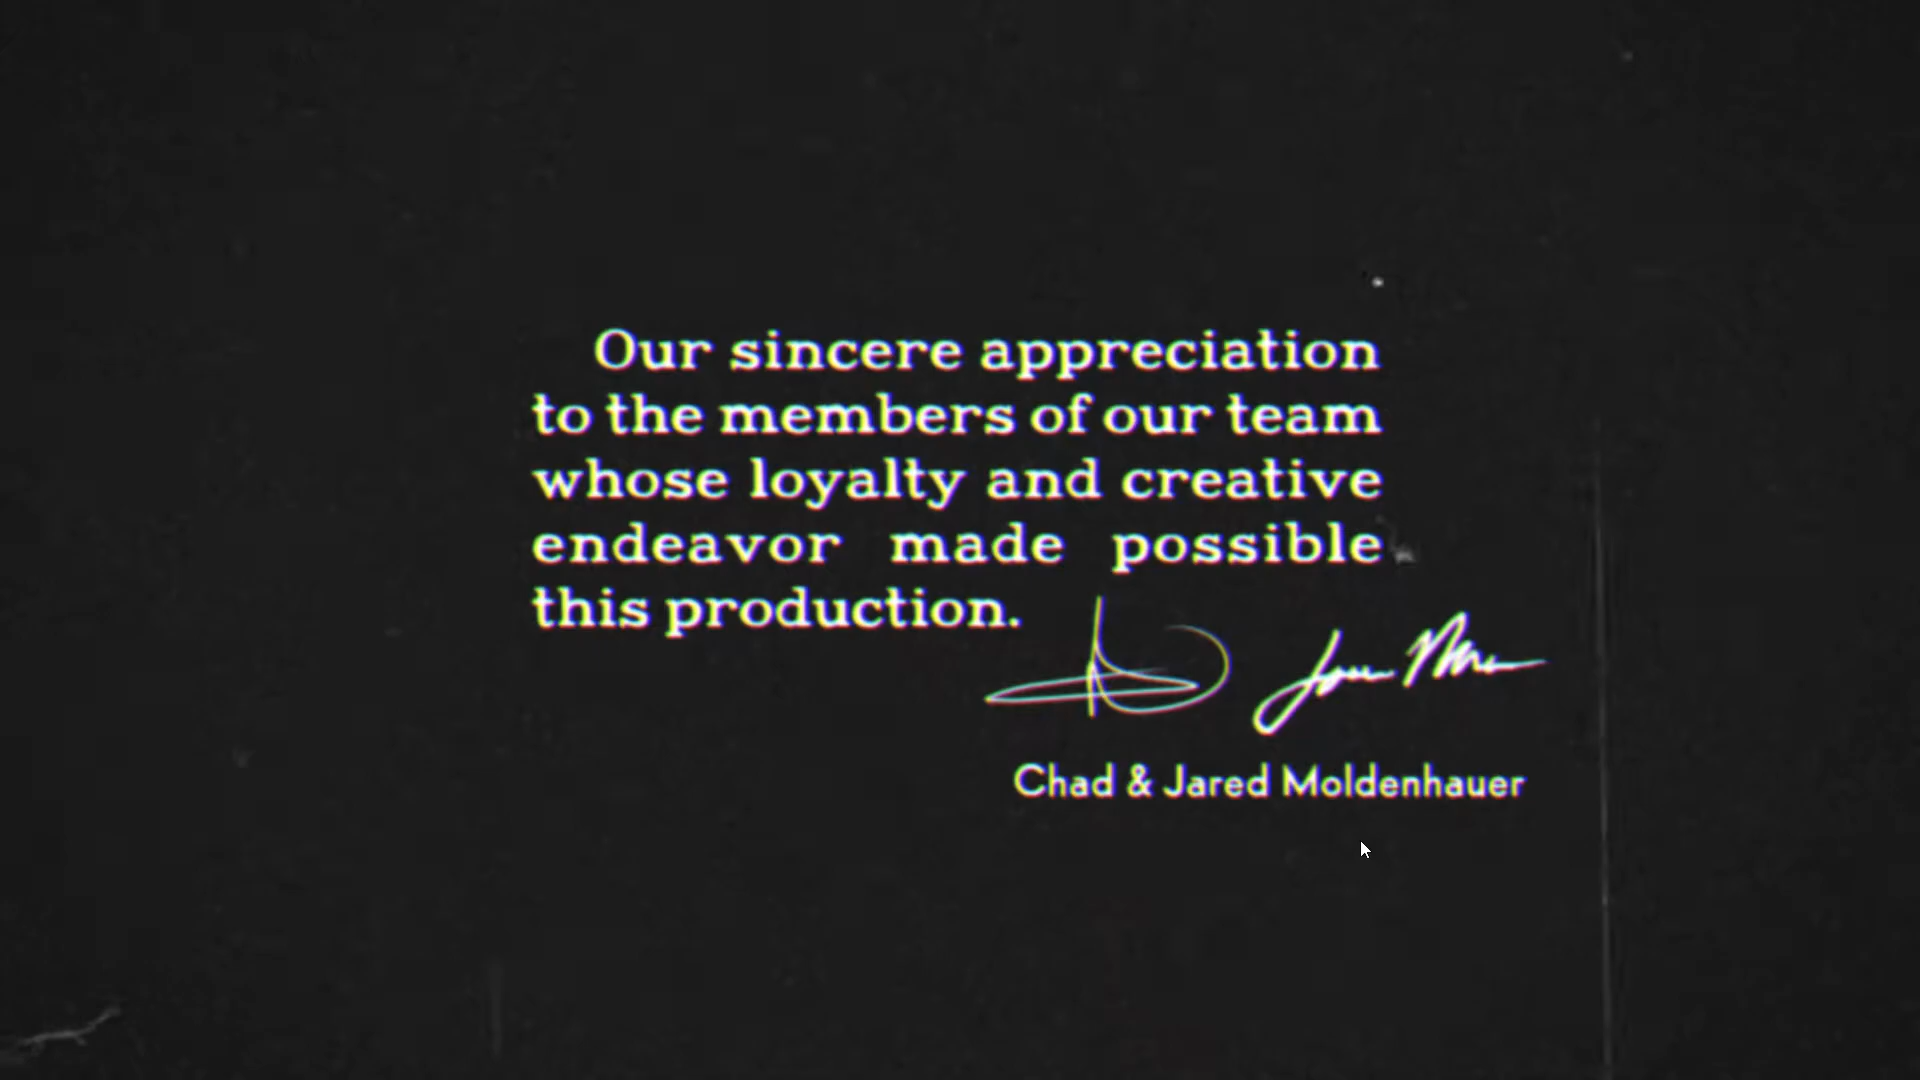 Our sincere appreciation
to the members of our team
whose loyalty and creative
endeavor made possible
this production.
Chad & Jared Moldenhauer